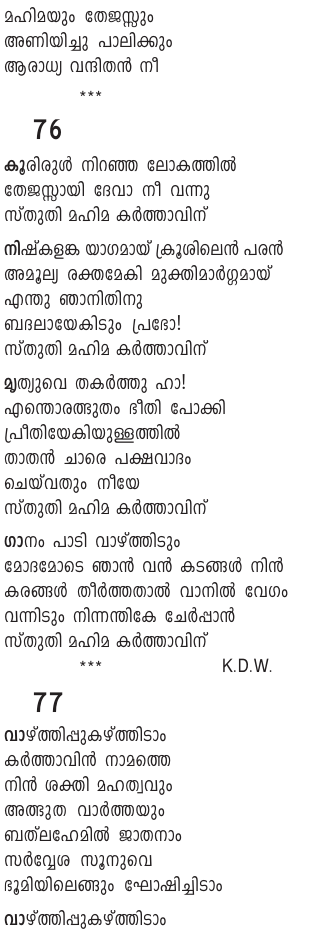 മഹിമയും തേജസ്സും
അണിയിച്ചു പാലിക്കും
ആരാധ്യ വന്ദിതൻ നീ
***
76
കൂരിരുൾ നിറഞ്ഞ ലോകത്തിൽ
തേജസ്സായി ദേവാ നീ വന്നു
സ്തുതി മഹിമ കർത്താവിന്
നിഷ്കളങ്ക യാഗമായ് ക്രൂശിലെൻ പരൻ
അമൂല്യ രക്തമേകി മുക്തിമാർഗ്ഗമായ്
എന്തു ഞാനിതിനു
ബദലായേകിടും പ്രഭോ!
സ്തുതി മഹിമ കർത്താവിന്
മൃത്യുവെ തകർത്തു ഹാ!
എന്തൊരത്ഭുതം ഭീതി പോക്കി
പ്രീതിയേകിയുള്ളത്തിൽ
താതൻ ചാരെ പക്ഷവാദം
ചെയ്‌വതും നീയേ
സ്തുതി മഹിമ കർത്താവിന്
ഗാനം പാടി വാഴ്ത്തിടും
മോദമോടെ ഞാൻ വൻ കടങ്ങൾ നിൻ
കരങ്ങൾ തീർത്തതാൽ വാനിൽ വേഗം
വന്നിടും നിന്നന്തികേ ചേർപ്പാൻ
സ്തുതി മഹിമ കർത്താവിന്
*** K.D.W.
77
വാഴ്ത്തിപ്പുകഴ്ത്തിടാം
കർത്താവിൻ നാമത്തെ
നിൻ ശക്തി മഹത്വവും
അത്ഭുത വാർത്തയും
ബത്‌ലഹേമിൽ ജാതനാം
സർവ്വേശ സൂനുവെ
ഭൂമിയിലെങ്ങും ഘോഷിച്ചിടാം
വാഴ്ത്തിപ്പുകഴ്ത്തിടാം